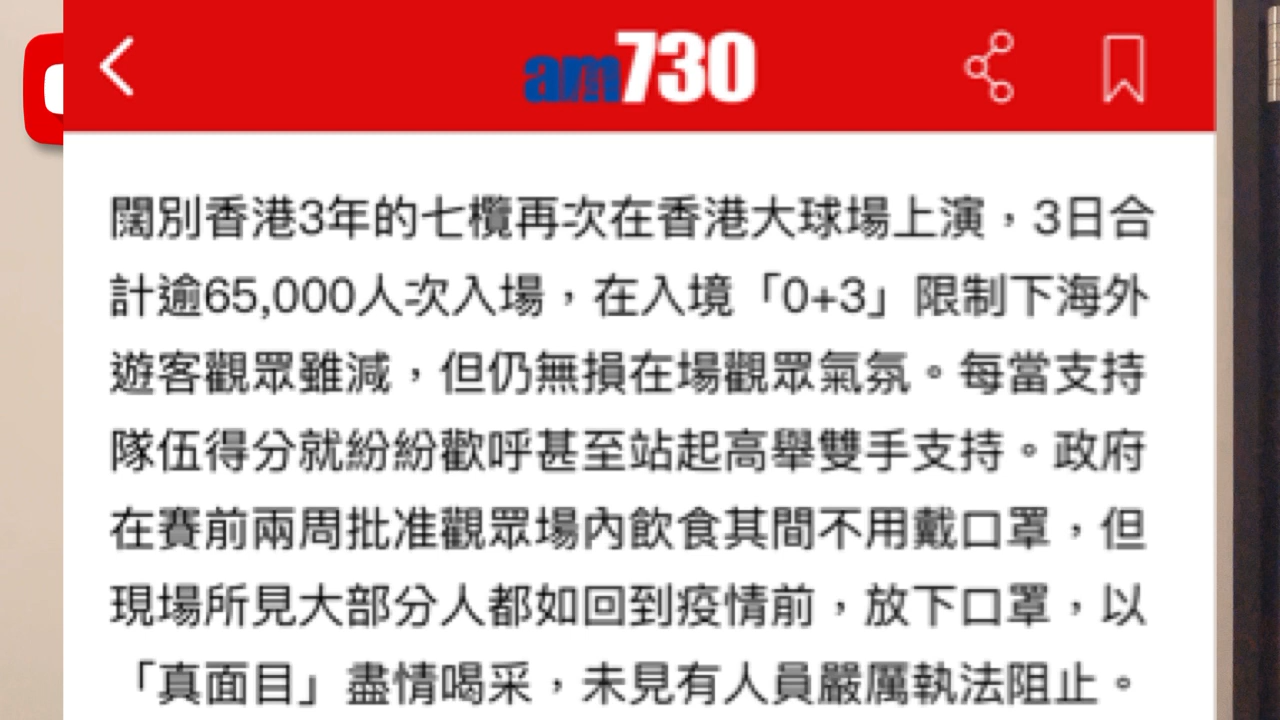 am730
闊別香港3年的七欖再次在香港大球場上演，3日合
計逾65,000人次入場，在入境「0+3」限制下海外
遊客觀眾雖減，但仍無損在場觀眾氣氛。每當支持
隊伍得分就紛紛歡呼甚至站起高舉雙手支持。政府
在賽前兩周批准觀眾場內飲食其間不用戴口罩，但
現場所見大部分人都如回到疫情前，放下口罩，以
「真面目」盡情喝采，未見有人員嚴厲執法阻止。